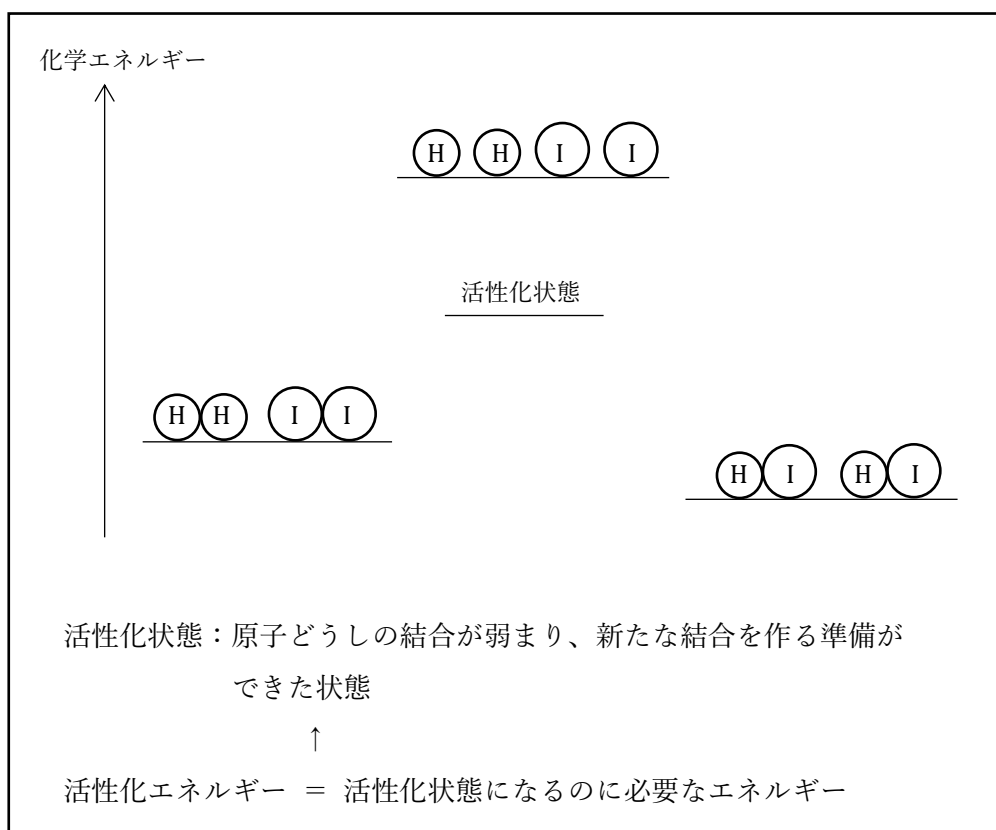 化学エネルギー
H H I I
活性化状態
H H I I
H I H I
活性化状態：原子どうしの結合が弱まり、新たな結合を作る準備が
できた状態
↑
活性化エネルギー ＝ 活性化状態になるのに必要なエネルギー